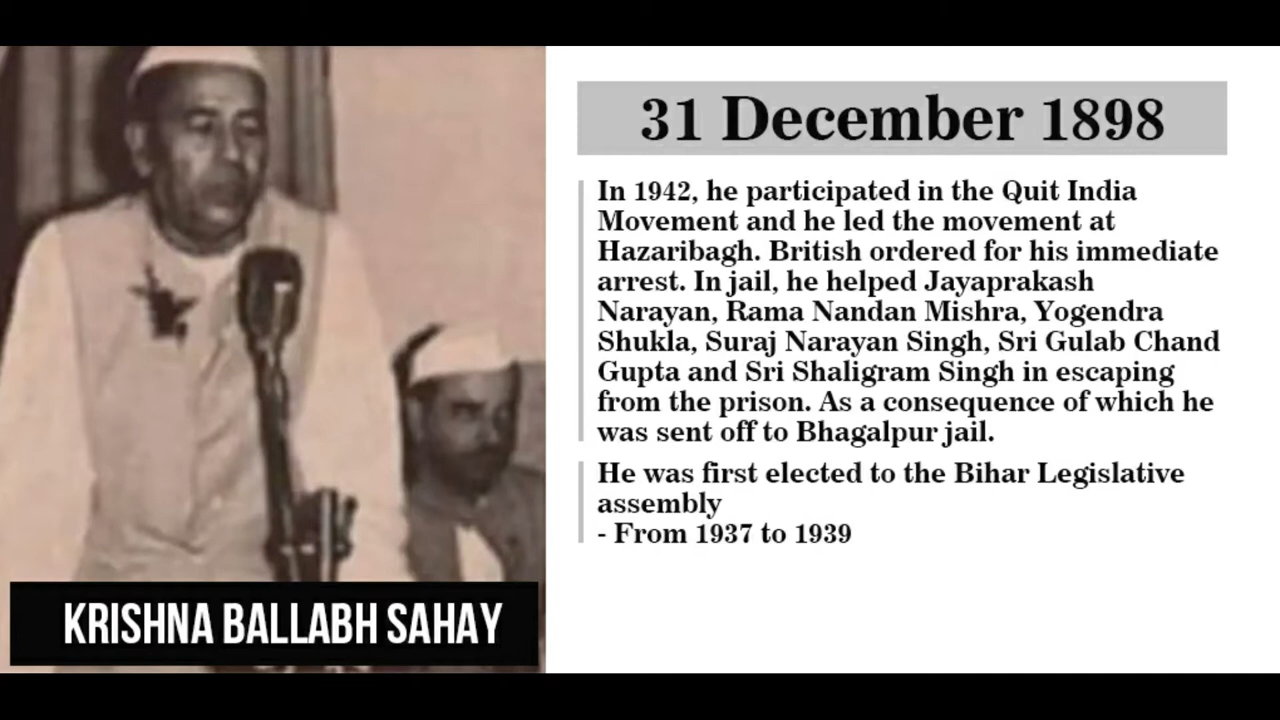 31 December 1898
In 1942, he participated in the Quit India
Movement and he led the movement at
Hazaribagh. British ordered for his immediate
arrest. In jail, he helped Jayaprakash
Narayan, Rama Nandan Mishra, Yogendra
Shukla, Suraj Narayan Singh, Sri Gulab Chand
Gupta and Sri Shaligram Singh in escaping
from the prison. As a consequence of which he
was sent off to Bhagalpur jail.
He was first elected to the Bihar Legislative
assembly
- From 1937 to 1939
KRISHNA BALLABH SAHAY